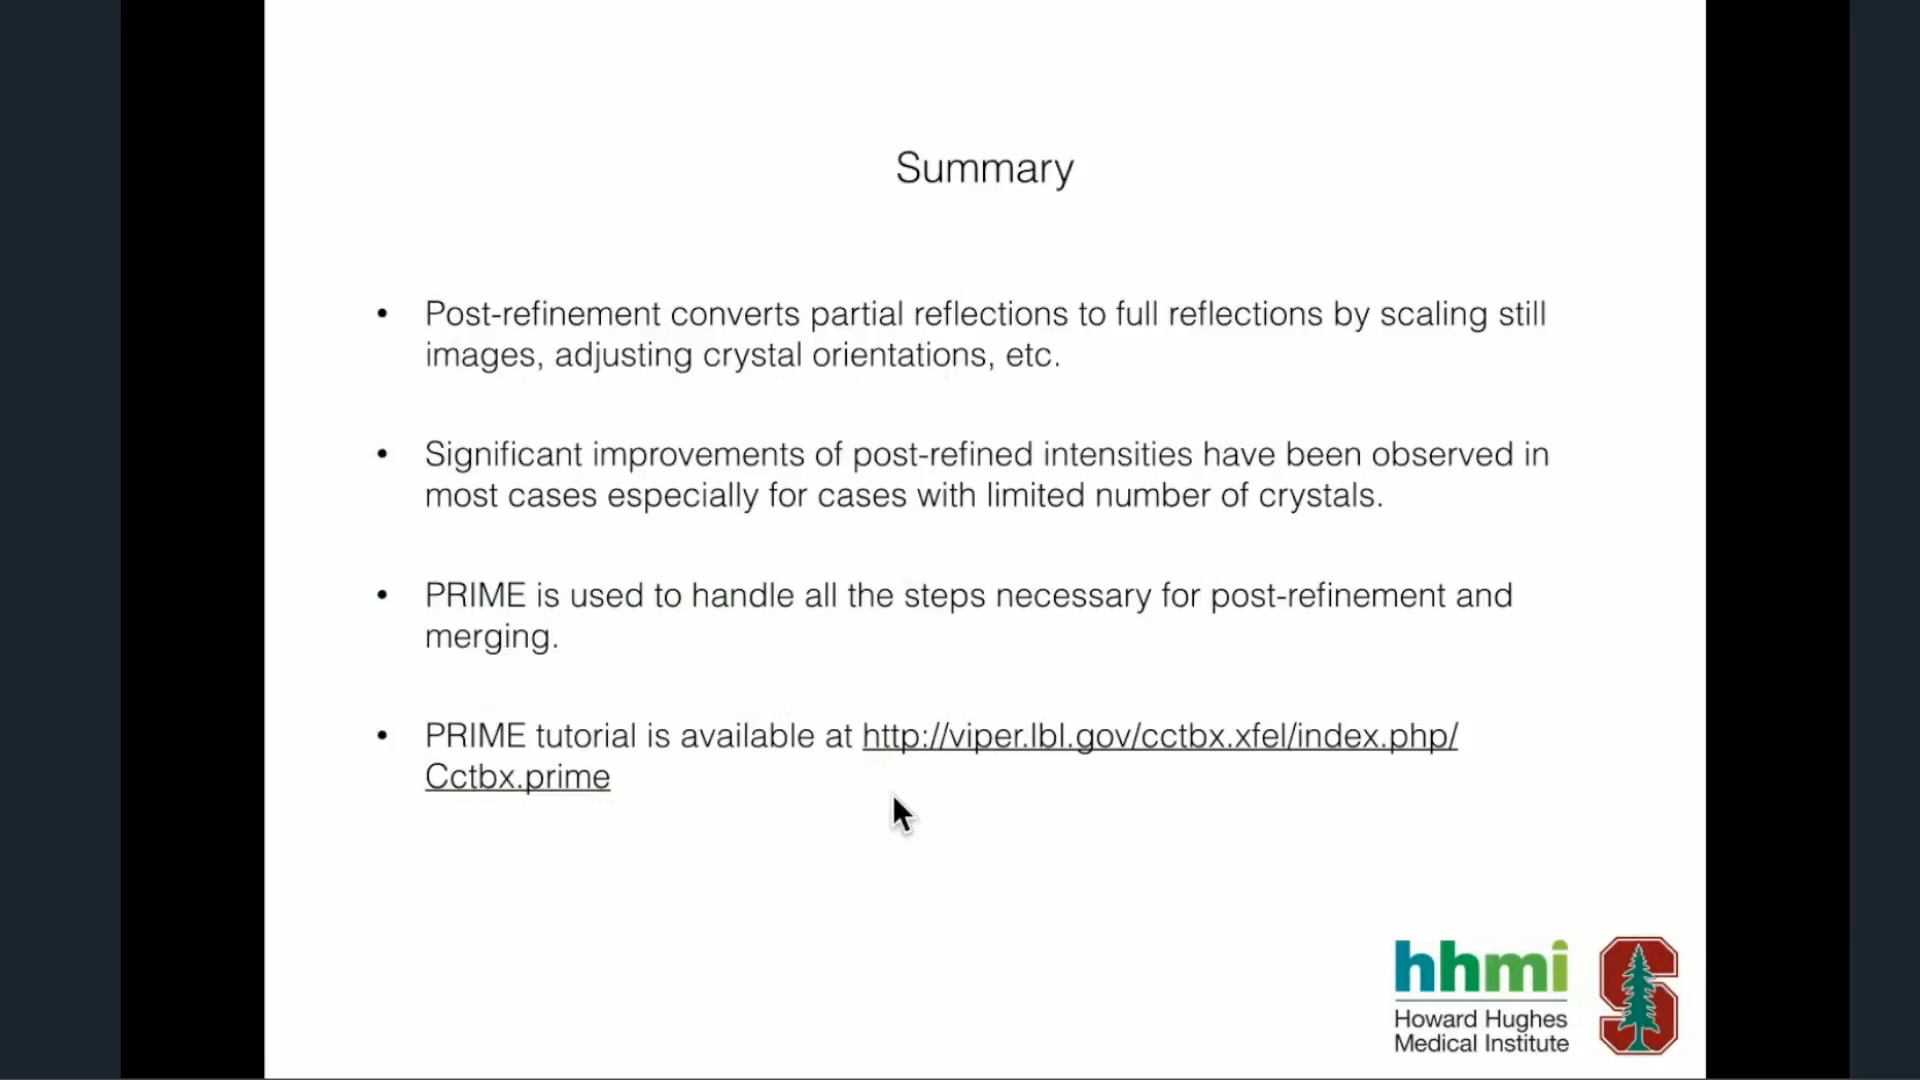 Summary
• Post-refinement converts partial reflections to full reflections by scaling still
images, adjusting crystal orientations, etc.
• Significant improvements of post-refined intensities have been observed in
most cases especially for cases with limited number of crystals.
• PRIME is used to handle all the steps necessary for post-refinement and
merging.
• PRIME tutorial is available at http://viper.lbl.gov/cctbx.xfel/index.php/
Cctbx.prime
hhmi
Howard Hughes
Medical Institute
S